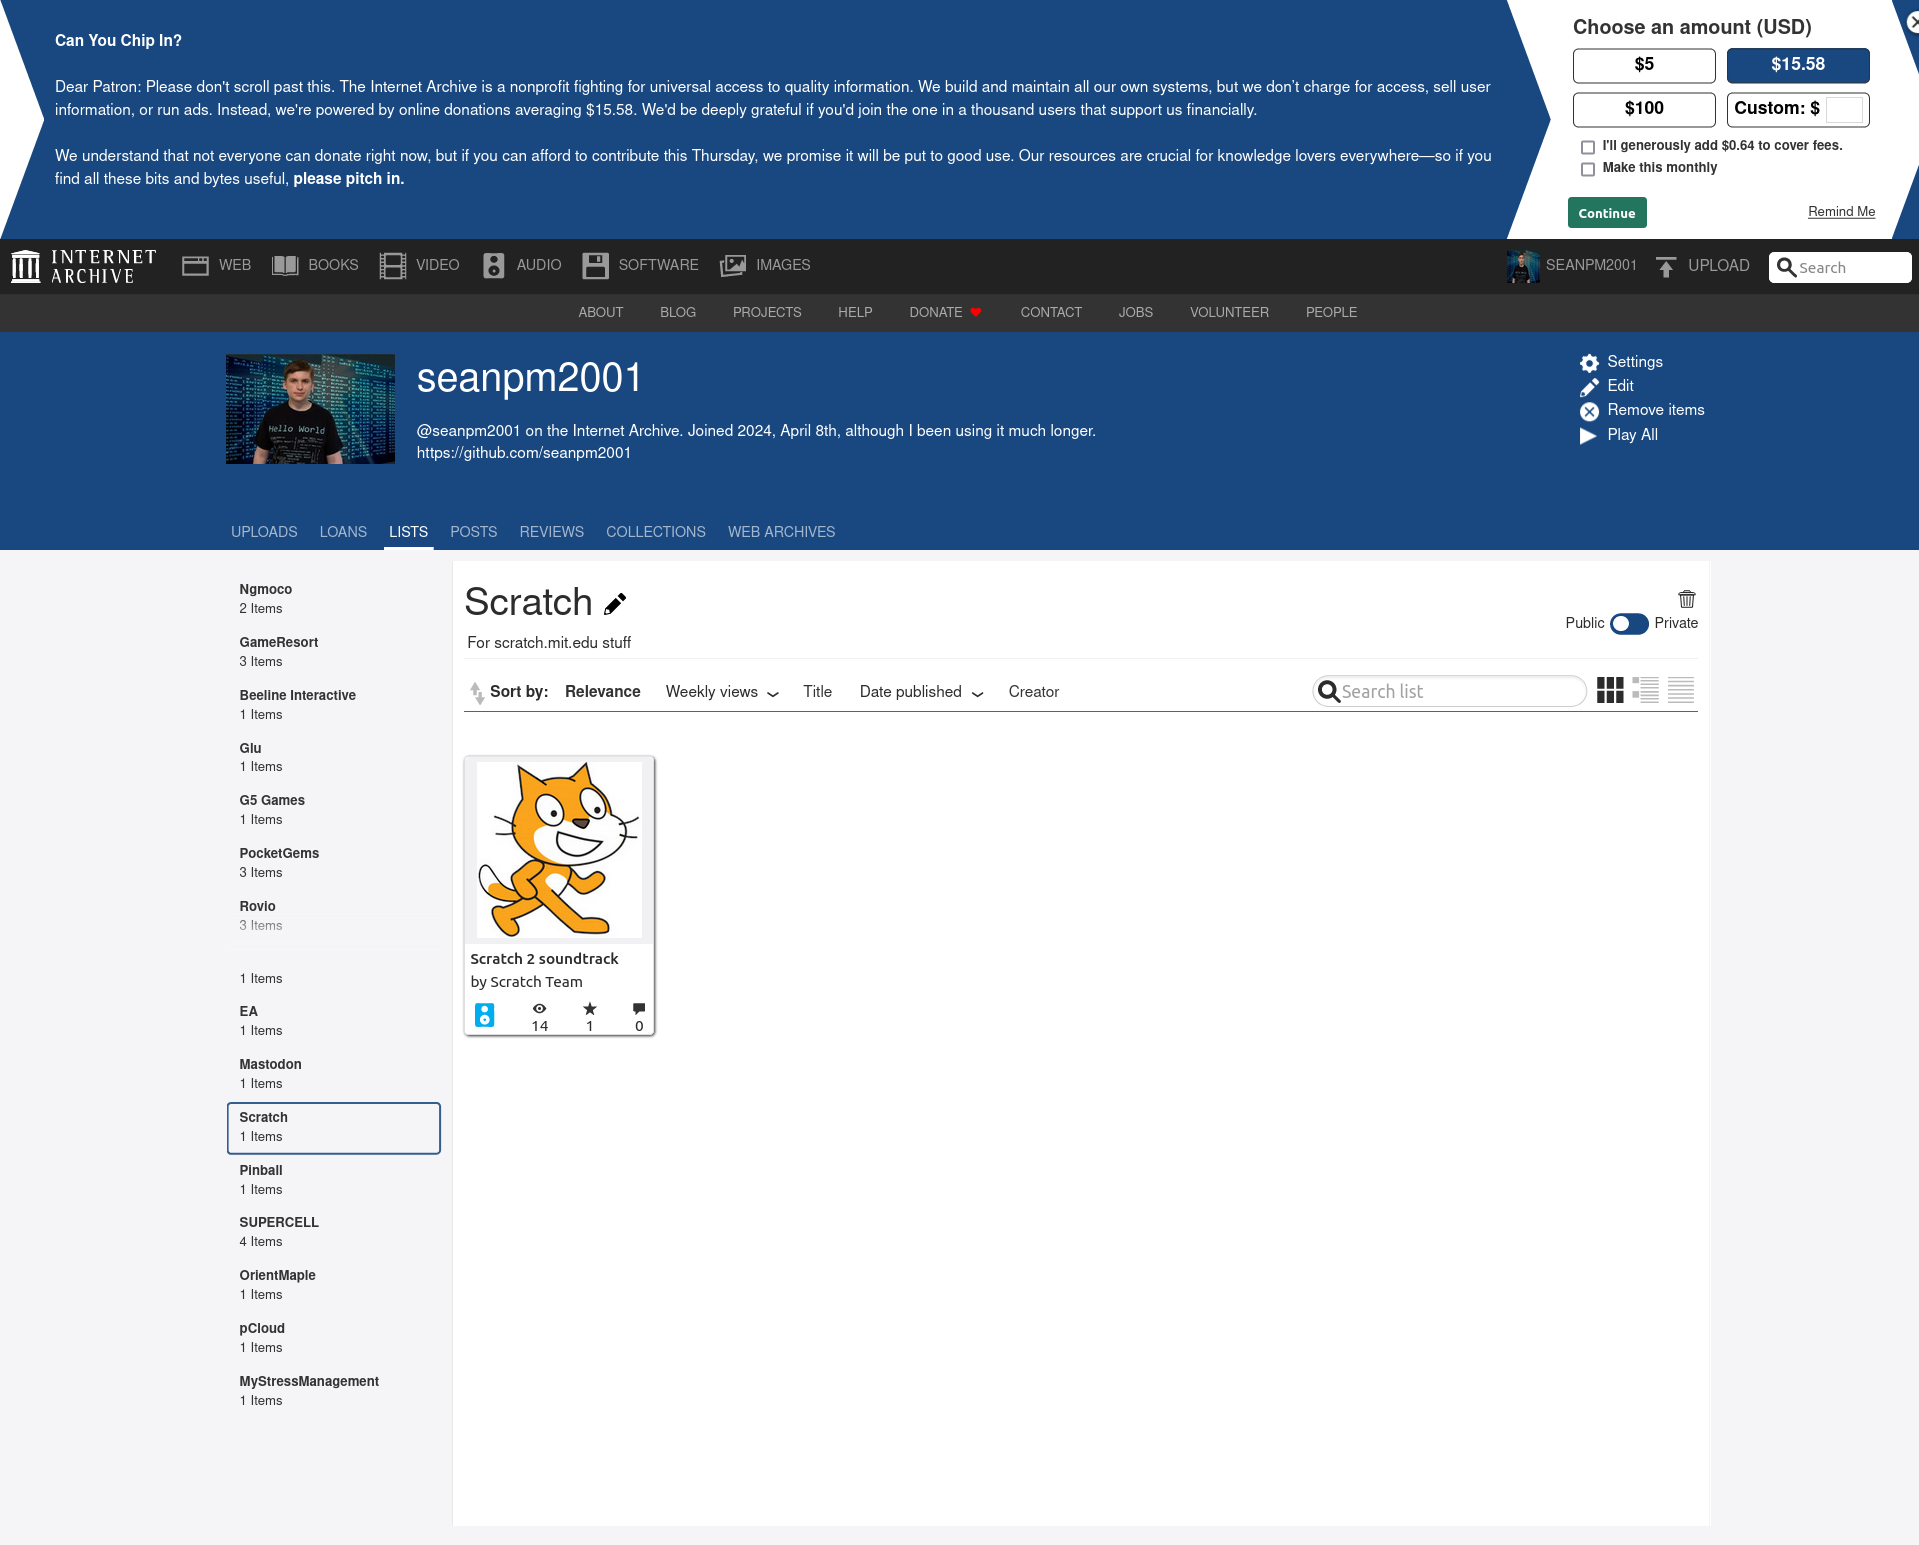 Can You Chip In?
Dear Patron: Please don't scroll past this. The Internet Archive is a nonprofit fighting for universal access to quality information. We build and maintain all our own systems, but we don’t charge for access, sell user
information, or run ads. Instead, we're powered by online donations averaging $15.58. We'd be deeply grateful if you'd join the one in a thousand users that support us financially.
We understand that not everyone can donate right now, but if you can afford to contribute this Thursday, we promise it will be put to good use. Our resources are crucial for knowledge lovers everywhere—so if you
find all these bits and bytes useful, please pitch in.
Choose an amount (USD)
$5 $15.58
$100 Custom: $
I'll generously add $0.64 to cover fees.
Make this monthly
Continue Remind Me
INTERNET
ARCHIVE
WEB BOOKS VIDEO AUDIO SOFTWARE IMAGES SEANPM2001 UPLOAD Search
ABOUT BLOG PROJECTS HELP DONATE CONTACT JOBS VOLUNTEER PEOPLE
Hello World
seanpm2001
@seanpm2001 on the Internet Archive. Joined 2024, April 8th, although I been using it much longer.
https://github.com/seanpm2001
Settings
Edit
Remove items
Play All
UPLOADS LOANS LISTS POSTS REVIEWS COLLECTIONS WEB ARCHIVES
Ngmoco
2 Items
GameResort
3 Items
Beeline Interactive
1 Items
Glu
1 Items
G5 Games
1 Items
PocketGems
3 Items
Rovio
3 Items
1 Items
EA
1 Items
Mastodon
1 Items
Scratch
1 Items
Pinball
1 Items
SUPERCELL
4 Items
OrientMaple
1 Items
pCloud
1 Items
MyStressManagement
1 Items
Scratch
For scratch.mit.edu stuff
Public Private
Sort by: Relevance Weekly views Title Date published Creator Search list
Scratch 2 soundtrack
by Scratch Team
14 1 0